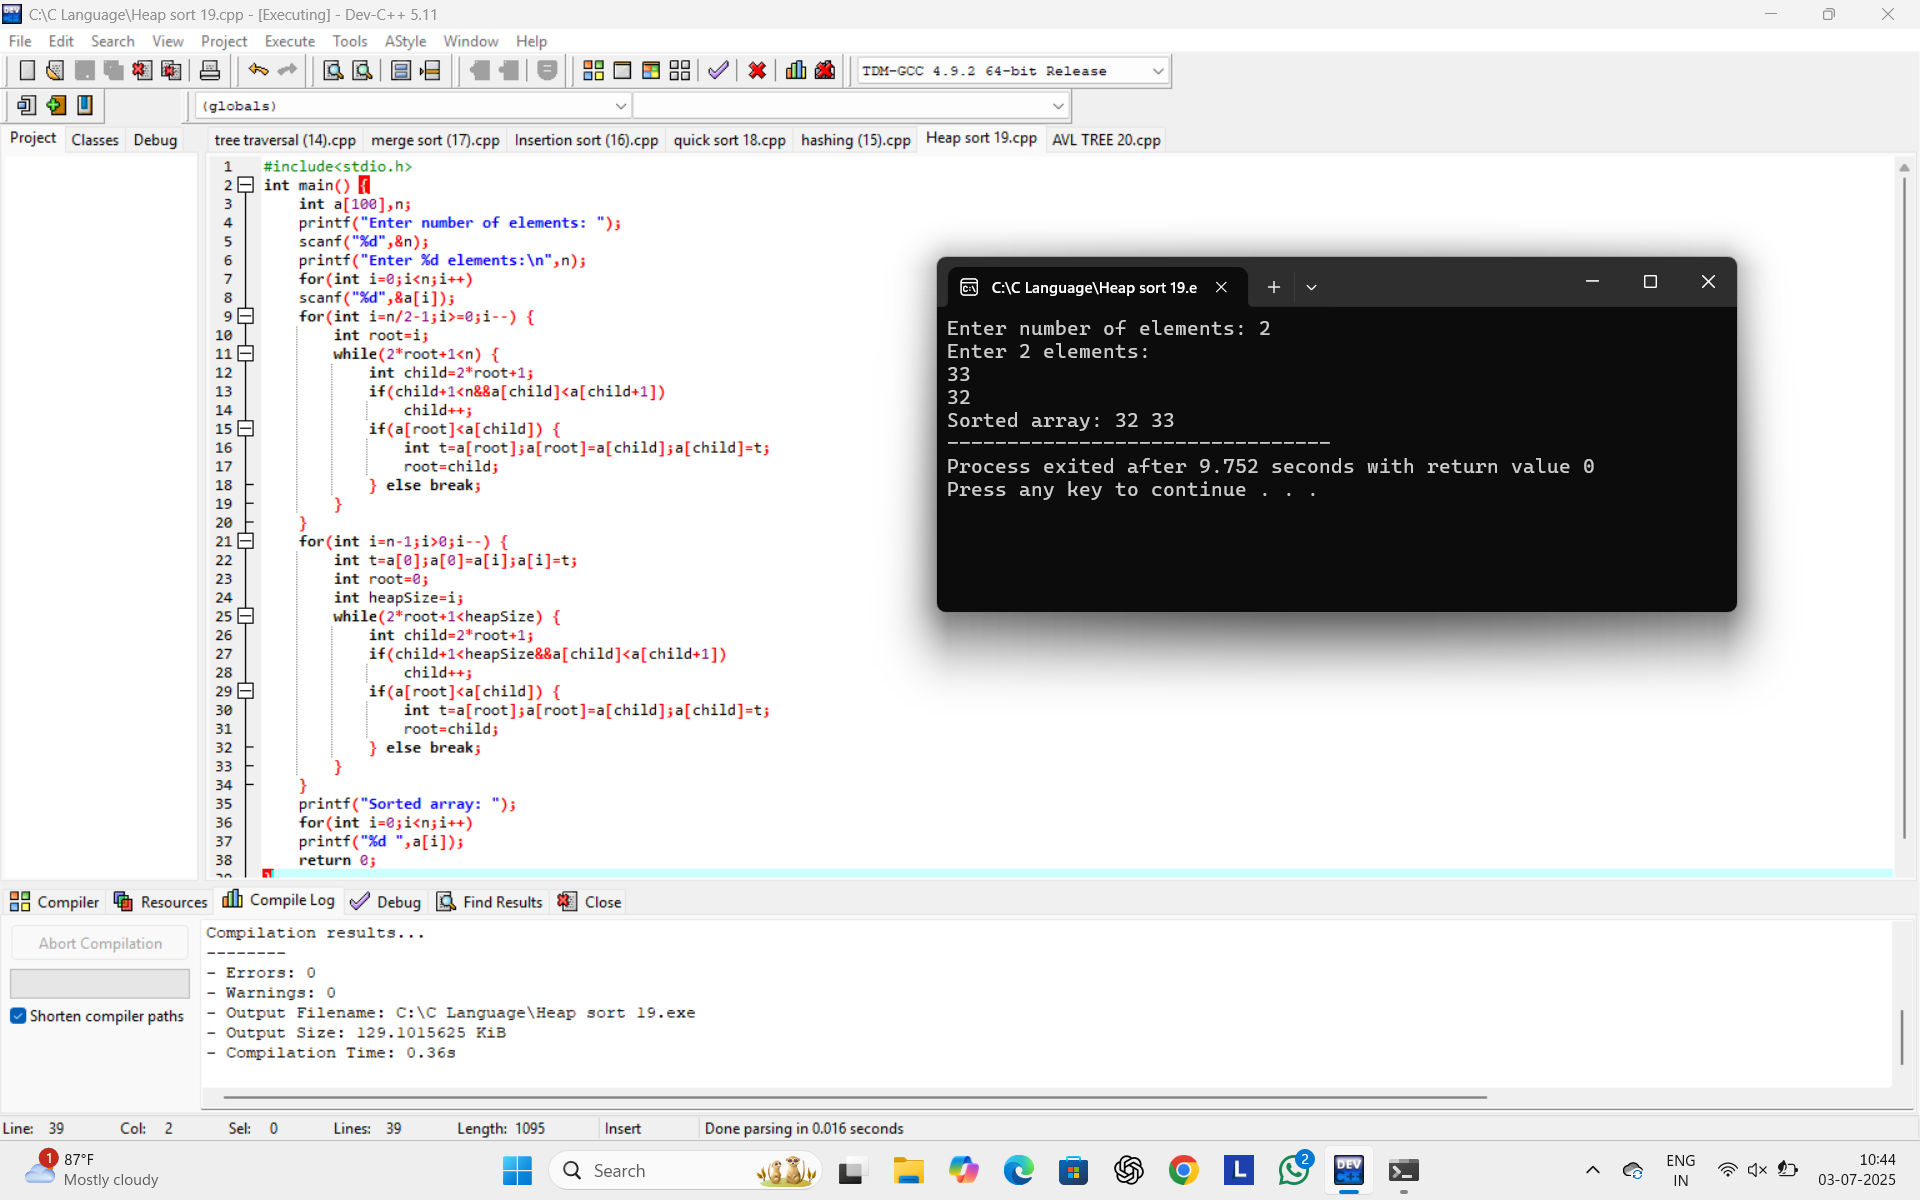 C:\C Language\Heap sort 19.cpp - [Executing] - Dev-C++ 5.11
File Edit Search View Project Execute Tools AStyle Window Help
TDM-GCC 4.9.2 64-bit Release
(globals)
Project Classes Debug
tree traversal (14).cpp merge sort (17).cpp Insertion sort (16).cpp quick sort 18.cpp hashing (15).cpp Heap sort 19.cpp AVL TREE 20.cpp
1 #include<stdio.h>
2 int main() {
3 int a[100],n;
4 printf("Enter number of elements: ");
5 scanf("%d",&n);
6 printf("Enter %d elements:\n",n);
7 for(int i=0;i<n;i++)
8 scanf("%d",&a[i]);
9 for(int i=n/2-1;i>=0;i--) {
10 int root=i;
11 while(2*root+1<n) {
12 int child=2*root+1;
13 if(child+1<n&&a[child]<a[child+1])
14 child++;
15 if(a[root]<a[child]) {
16 int t=a[root];a[root]=a[child];a[child]=t;
17 root=child;
18 } else break;
19 }
20 }
21 for(int i=n-1;i>0;i--) {
22 int t=a[0];a[0]=a[i];a[i]=t;
23 int root=0;
24 int heapSize=i;
25 while(2*root+1<heapSize) {
26 int child=2*root+1;
27 if(child+1<heapSize&&a[child]<a[child+1])
28 child++;
29 if(a[root]<a[child]) {
30 int t=a[root];a[root]=a[child];a[child]=t;
31 root=child;
32 } else break;
33 }
34 }
35 printf("Sorted array: ");
36 for(int i=0;i<n;i++)
37 printf("%d ",a[i]);
38 return 0;
39 }
C:\C Language\Heap sort 19.e
Enter number of elements: 2
Enter 2 elements:
33
32
Sorted array: 32 33
--------------------------------
Process exited after 9.752 seconds with return value 0
Press any key to continue . . .
Compiler Resources Compile Log Debug Find Results Close
Abort Compilation
Shorten compiler paths
Compilation results...
--------
- Errors: 0
- Warnings: 0
- Output Filename: C:\C Language\Heap sort 19.exe
- Output Size: 129.1015625 KiB
- Compilation Time: 0.36s
Line: 39 Col: 2 Sel: 0 Lines: 39 Length: 1095 Insert Done parsing in 0.016 seconds
1
87°F
Mostly cloudy
Search
L
2
DEV
ENG
IN
10:44
03-07-2025